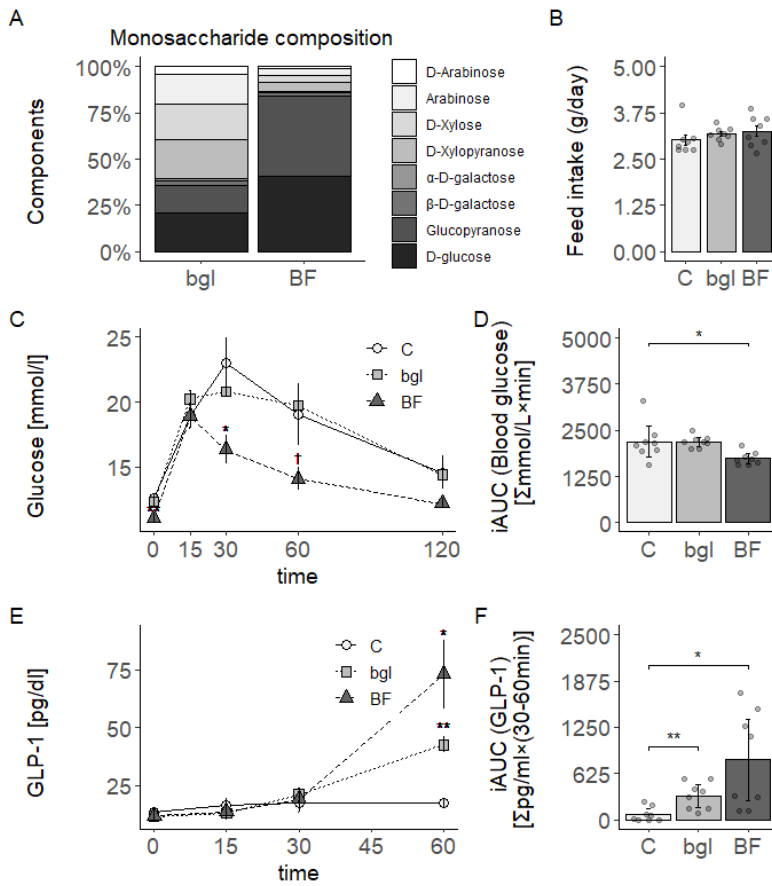 A
Monosaccharide composition
Components
100%
75%
50%
25%
0%
bgl
BF
D-Arabinose
Arabinose
D-Xylose
D-Xylopyranose
α-D-galactose
β-D-galactose
Glucopyranose
D-glucose
B
Feed intake (g/day)
5.00
3.75
2.50
1.25
0.00
C
bgl
BF
C
Glucose [mmol/l]
25
20
15
C
bgl
BF
*
†
**
0
15
30
60
120
time
D
iAUC (Blood glucose)
[Σmmol/L×min]
5000
3750
2500
1250
0
*
C
bgl
BF
E
GLP-1 [pg/dl]
75
50
25
C
bgl
BF
*
**
0
15
30
45
60
time
F
iAUC (GLP-1)
[Σpg/ml×(30-60min)]
2500
1875
1250
625
0
*
**
C
bgl
BF